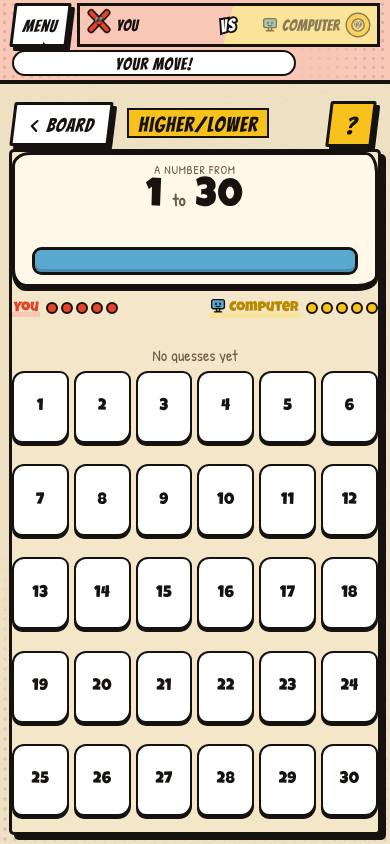 MENU
YOU
VS
COMPUTER
YOUR MOVE!
< BOARD
HIGHER/LOWER
?
A NUMBER FROM
1 to 30
YOU
COMPUTER
No guesses yet
1 2 3 4 5 6
7 8 9 10 11 12
13 14 15 16 17 18
19 20 21 22 23 24
25 26 27 28 29 30